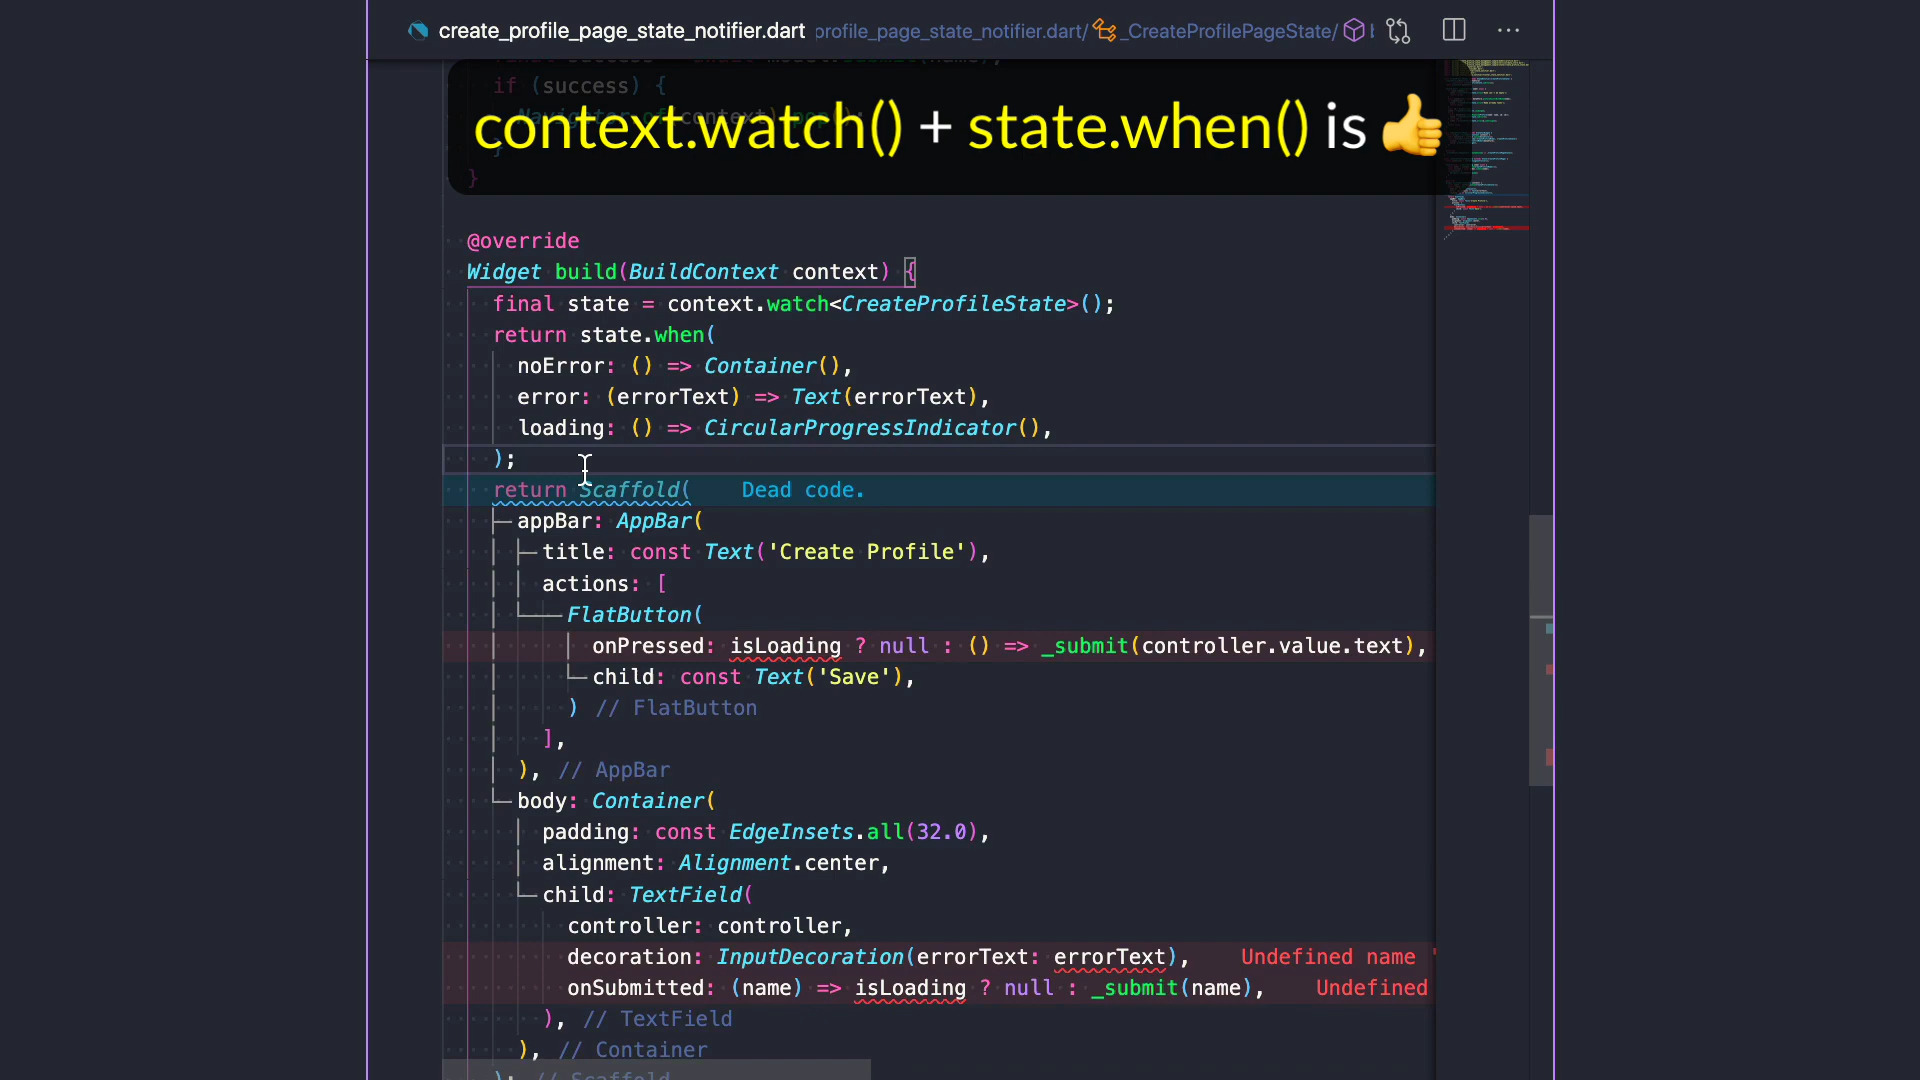 create_profile_page_state_notifier.dart profile_page_state_notifier.dart/ _CreateProfilePageState/
if (success) {
context.watch() + state.when() is 👍
}
@override
Widget build(BuildContext context) {
final state = context.watch<CreateProfileState>();
return state.when(
noError: () => Container(),
error: (errorText) => Text(errorText),
loading: () => CircularProgressIndicator(),
);
return Scaffold( Dead code.
appBar: AppBar(
title: const Text('Create Profile'),
actions: [
FlatButton(
onPressed: isLoading ? null : () => _submit(controller.value.text),
child: const Text('Save'),
) // FlatButton
],
), // AppBar
body: Container(
padding: const EdgeInsets.all(32.0),
alignment: Alignment.center,
child: TextField(
controller: controller,
decoration: InputDecoration(errorText: errorText), Undefined name '
onSubmitted: (name) => isLoading ? null : _submit(name), Undefined
), // TextField
), // Container
); // Scaffold